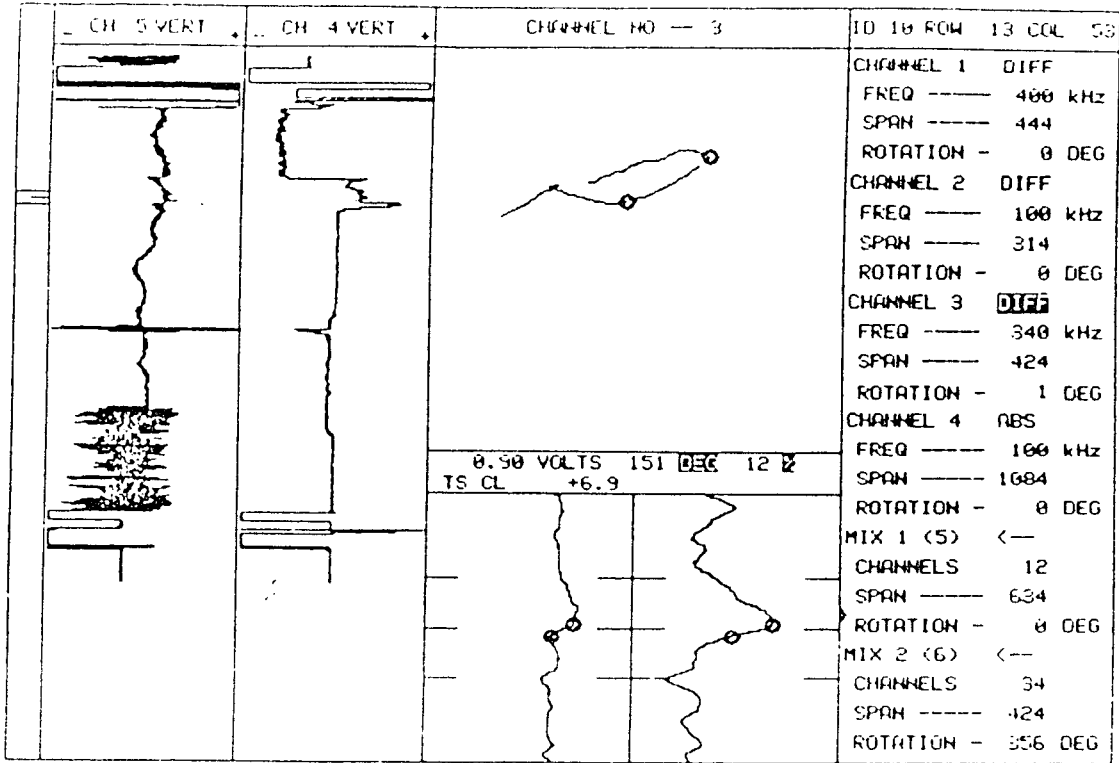 CH 5 VERT
CH 4 VERT
CHANNEL NO -- 3
ID 10 ROW 13 COL
CHANNEL 1 DIFF
FREQ ----- 400 kHz
SPAN ----- 444
ROTATION - 0 DEG
CHANNEL 2 DIFF
FREQ ----- 100 kHz
SPAN ----- 314
ROTATION - 0 DEG
CHANNEL 3 DIFF
FREQ ----- 340 kHz
SPAN ----- 424
ROTATION - 1 DEG
CHANNEL 4 ABS
FREQ ----- 100 kHz
SPAN ----- 1084
ROTATION - 0 DEG
MIX 1 (5) <--
CHANNELS 12
SPAN ----- 634
ROTATION - 0 DEG
MIX 2 (6) <--
CHANNELS 34
SPAN ----- 424
ROTATION - 356 DEG
0.90 VOLTS 151 DEG 12 %
TS CL +6.9